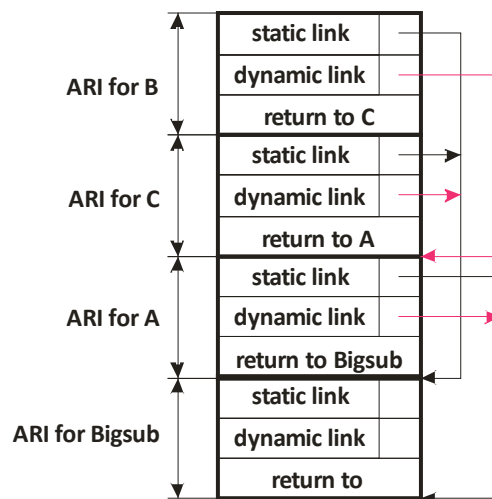 static link
dynamic link
ARI for B
return to C
static link
dynamic link
ARI for C
return to A
static link
dynamic link
ARI for A
return to Bigsub
static link
dynamic link
ARI for Bigsub
return to